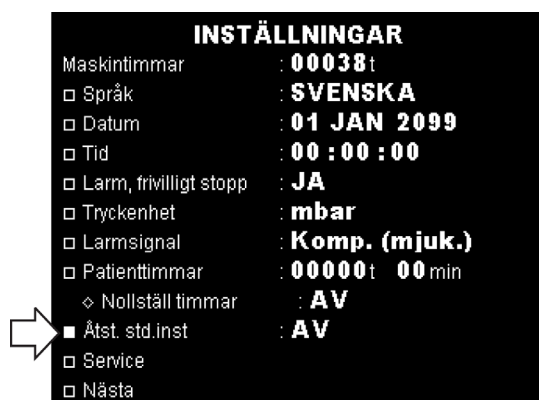 INSTÄLLNINGAR
Maskintimmar : 00038t
Språk : SVENSKA
Datum : 01 JAN 2099
Tid : 00:00:00
Larm, frivilligt stopp : JA
Tryckenhet : mbar
Larmsignal : Komp. (mjuk.)
Patienttimmar : 00000t 00min
Nollställ timmar : AV
Åtst. std.inst : AV
Service
Nästa